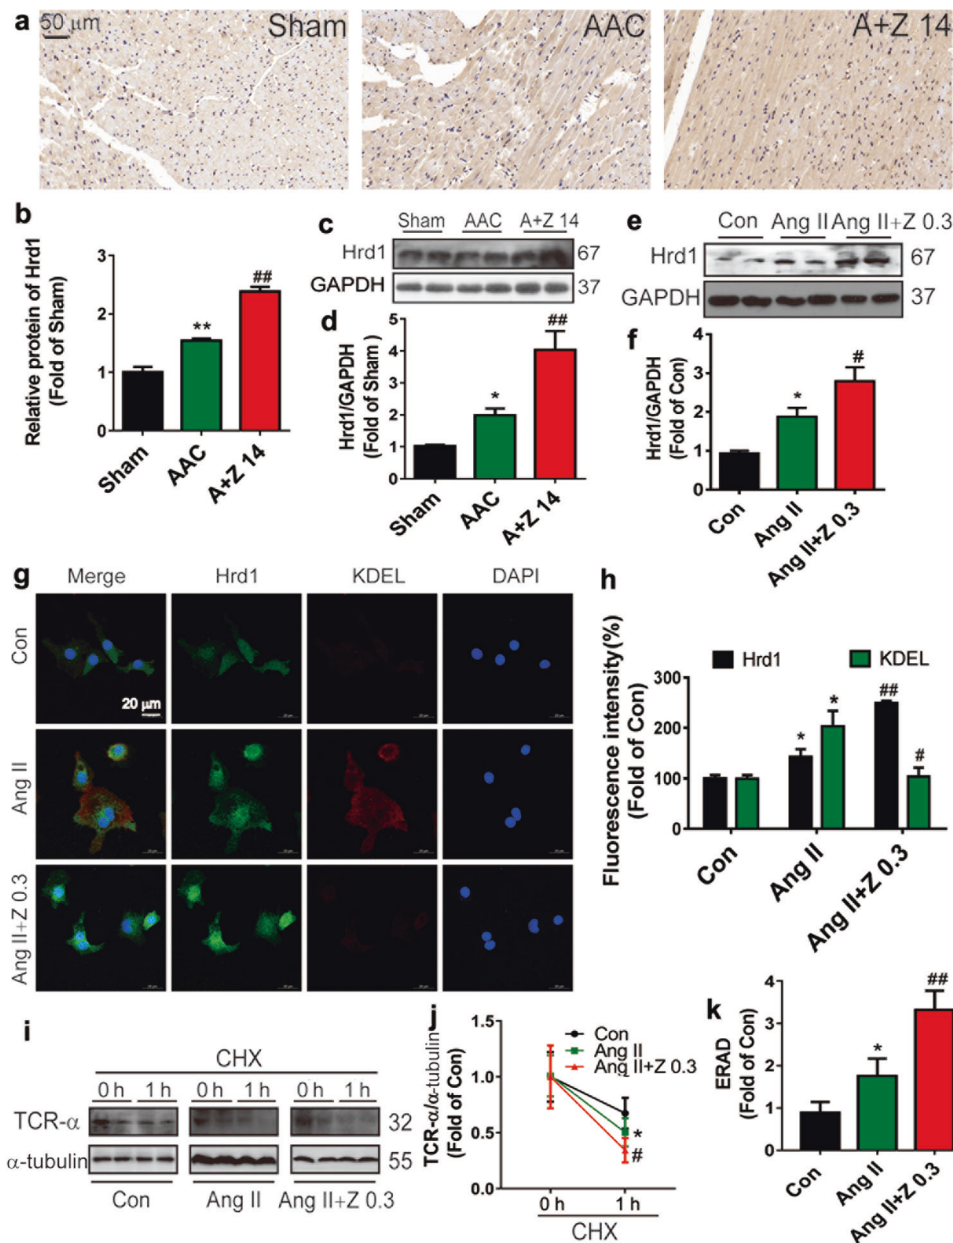 a
50 μm
Sham
AAC
A+Z 14
b
Relative protein of Hrd1
(Fold of Sham)
3
2
1
0
**
##
Sham
AAC
A+Z 14
c
Sham AAC A+Z 14
Hrd1 67
GAPDH 37
d
Hrd1/GAPDH
(Fold of Sham)
5
4
3
2
1
0
*
##
Sham
AAC
A+Z 14
e
Con Ang II Ang II+Z 0.3
Hrd1 67
GAPDH 37
f
Hrd1/GAPDH
(Fold of Con)
4
3
2
1
0
*
#
Con
Ang II
Ang II+Z 0.3
g
Merge Hrd1 KDEL DAPI
Con
20 μm
Ang II
Ang II+Z 0.3
h
Fluorescence intensity(%)
(Fold of Con)
Hrd1 KDEL
300
250
200
100
0
*
*
##
#
Con
Ang II
Ang II+Z 0.3
i
CHX
0 h 1 h 0 h 1 h 0 h 1 h
TCR-α 32
α-tubulin 55
Con Ang II Ang II+Z 0.3
j
TCR-α/α-tubulin
(Fold of Con)
1.5
1.0
0.5
0.0
Con
Ang II
Ang II+Z 0.3
*
#
0 h 1 h
CHX
k
ERAD
(Fold of Con)
4
3
2
1
0
*
##
Con
Ang II
Ang II+Z 0.3